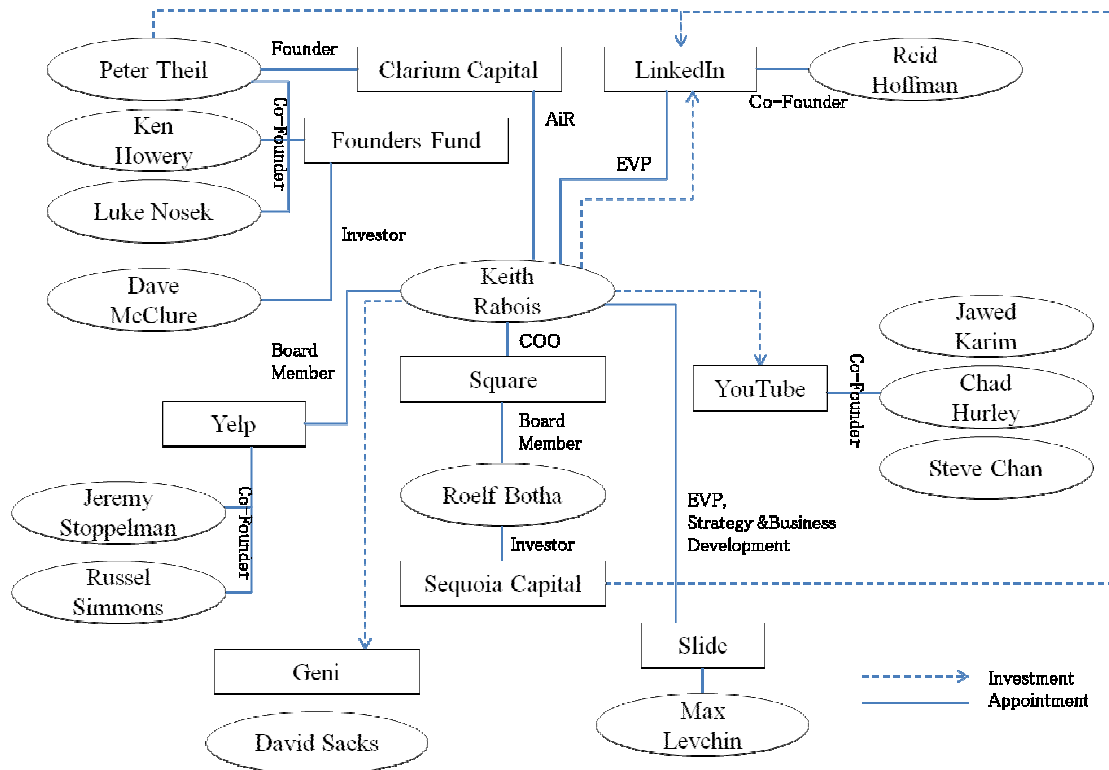 Founder
Peter Theil
Clarium Capital
LinkedIn
Reid
Hoffman
Co-Founder
AiR
EVP
Co-Founder
Ken
Howery
Founders Fund
Luke Nosek
Investor
Dave
McClure
Keith
Rabois
Board
Member
COO
Square
YouTube
Co-Founder
Jawed
Karim
Chad
Hurley
Steve Chan
Yelp
Board
Member
Roelf Botha
Jeremy
Stoppelman
Co-Founder
Russel
Simmons
Investor
Sequoia Capital
EVP,
Strategy &Business
Development
Geni
David Sacks
Slide
Max
Levchin
Investment
Appointment